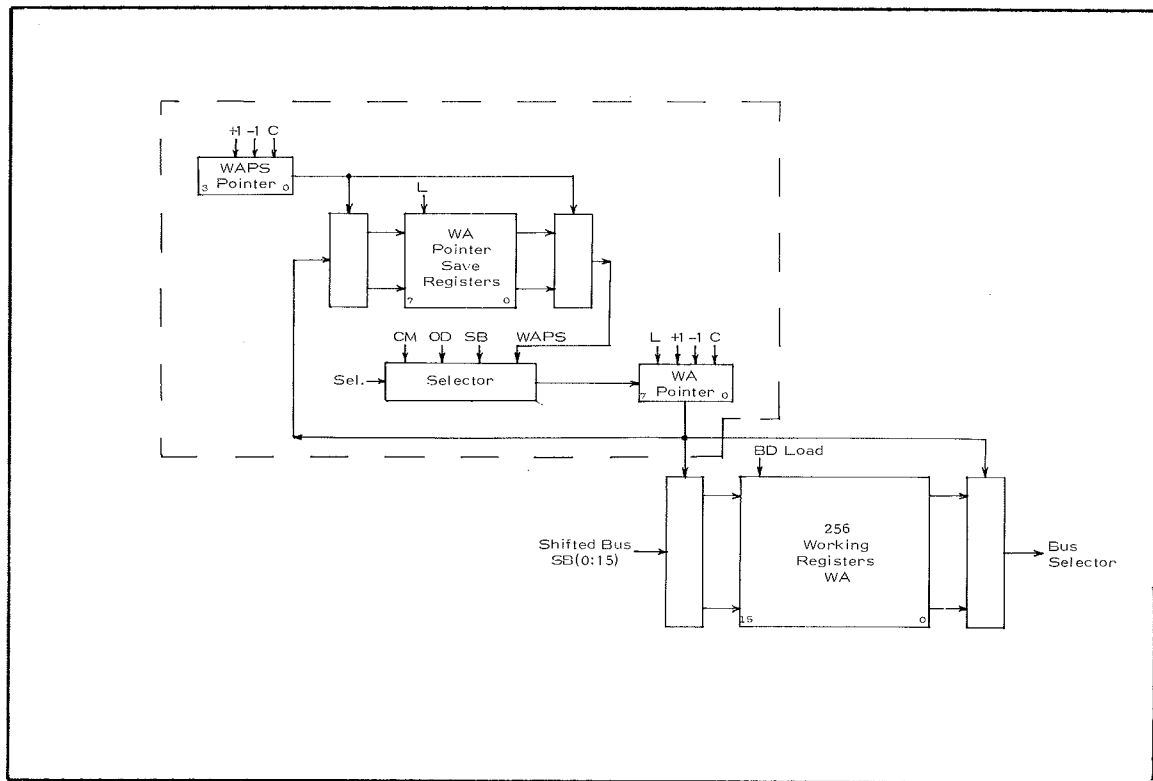 +1 -1 C
WAPS
Pointer
3 0
L
WA
Pointer
Save
Registers
7 0
CM OD SB WAPS
Sel.
Selector
L +1 -1 C
WA
Pointer
7 0
BD Load
Shifted Bus
SB(0:15)
256
Working
Registers
WA
15 0
Bus
Selector